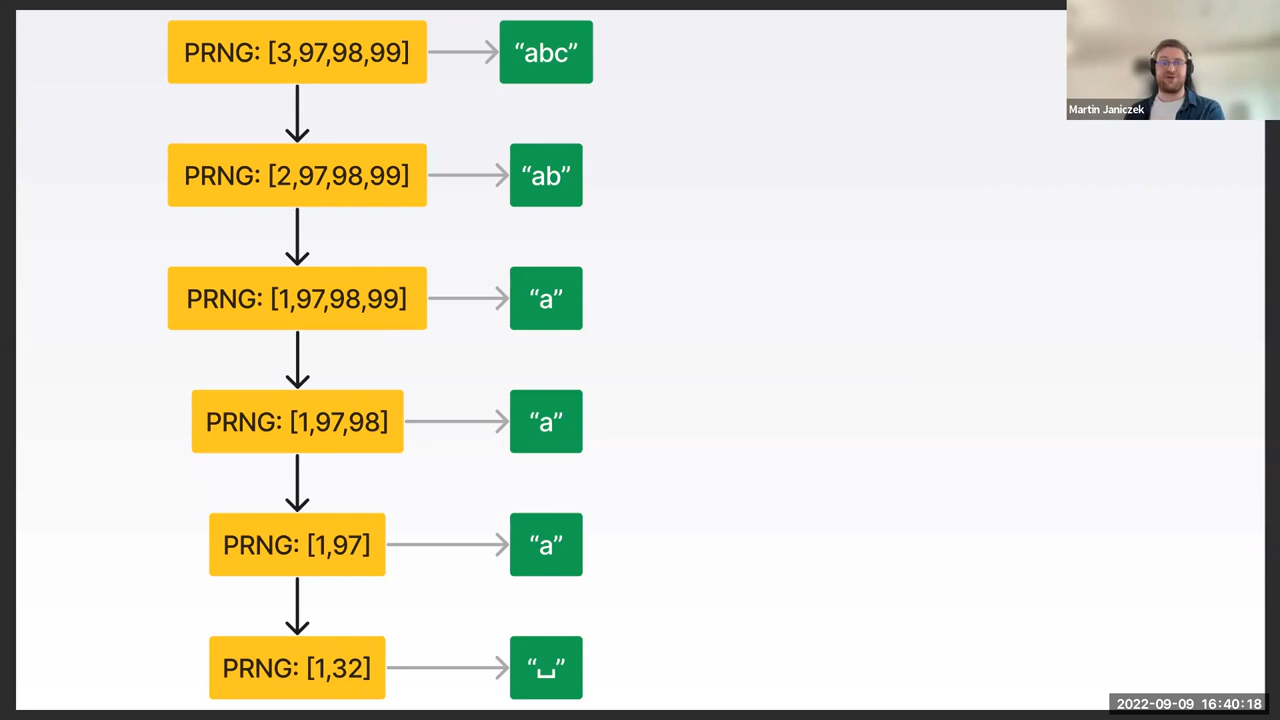 PRNG: [3,97,98,99]
“abc”
Martin Janiczek
PRNG: [2,97,98,99]
“ab”
PRNG: [1,97,98,99]
“a”
PRNG: [1,97,98]
“a”
PRNG: [1,97]
“a”
PRNG: [1,32]
“␣”
2022-09-09 16:40:18